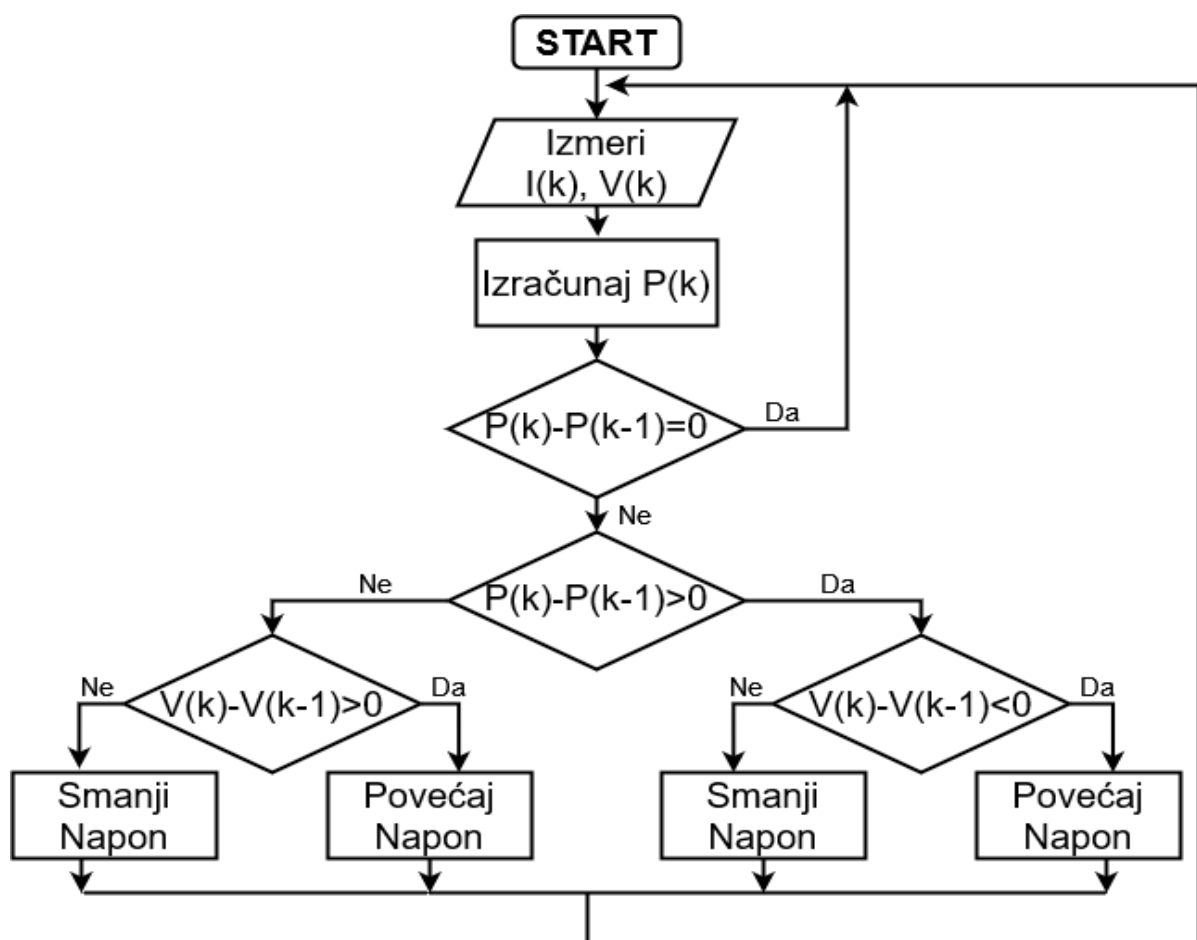 START
Izmeri
I(k), V(k)
Izračunaj P(k)
P(k)-P(k-1)=0
Da
Ne
P(k)-P(k-1)>0
Ne
Da
V(k)-V(k-1)>0
Ne
Da
V(k)-V(k-1)<0
Ne
Da
Smanji
Napon
Povećaj
Napon
Smanji
Napon
Povećaj
Napon